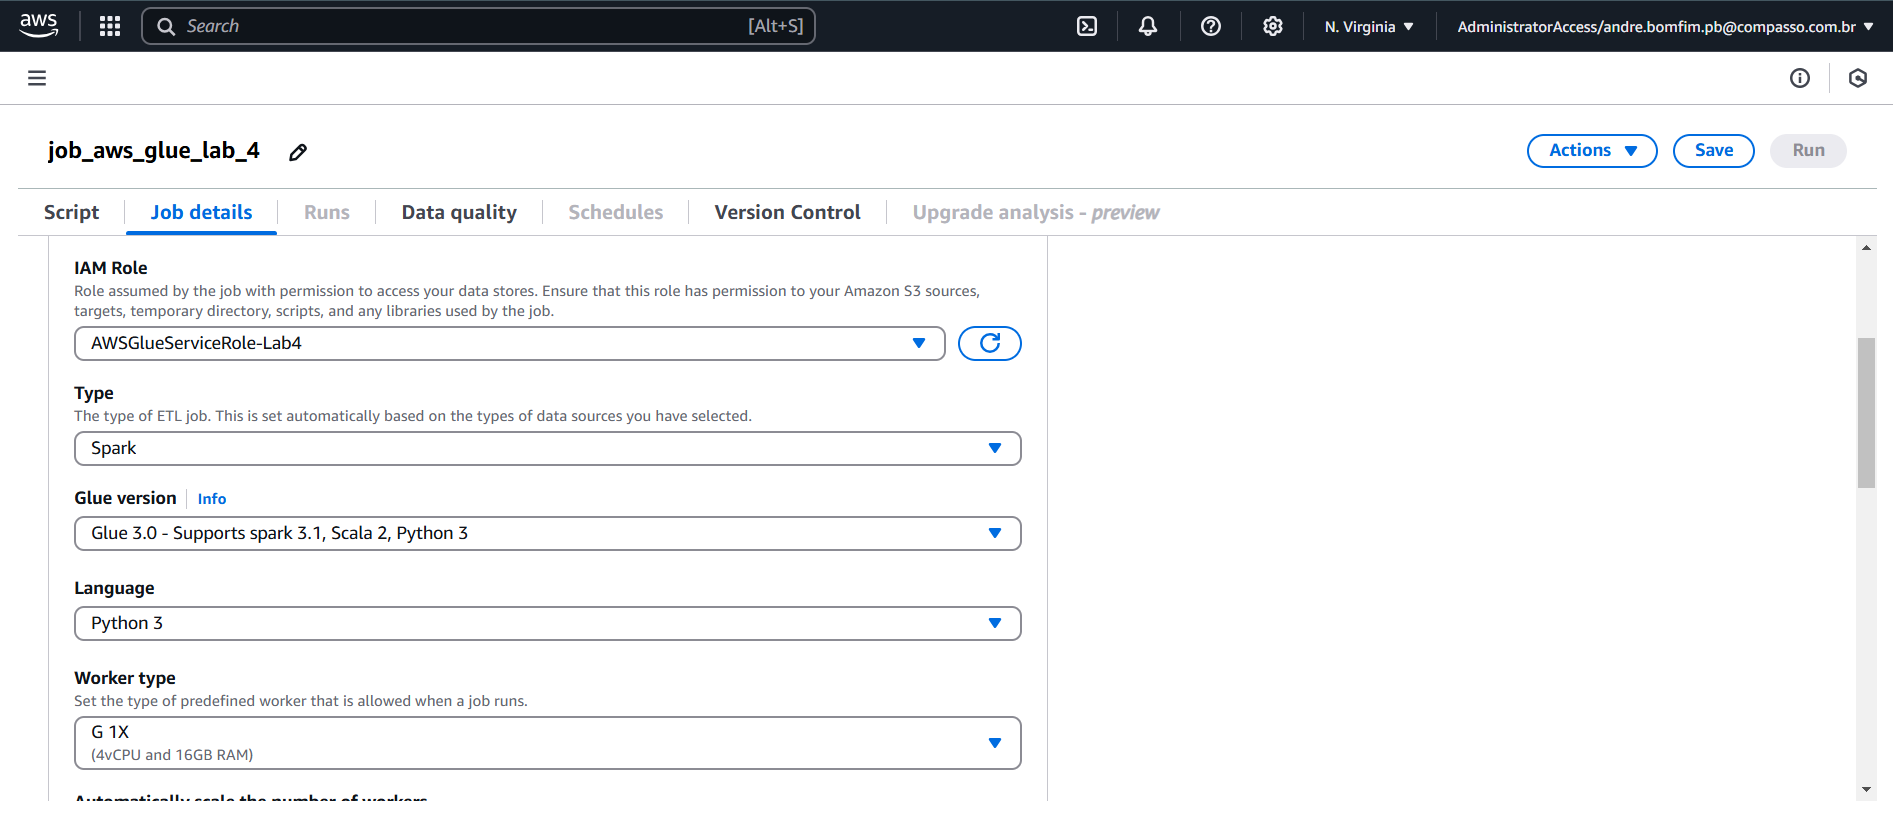 aws
Search
[Alt+S]
N. Virginia
AdministratorAccess/andre.bomfim.pb@compasso.com.br
job_aws_glue_lab_4
Actions
Save
Run
Script
Job details
Runs
Data quality
Schedules
Version Control
Upgrade analysis - preview
IAM Role
Role assumed by the job with permission to access your data stores. Ensure that this role has permission to your Amazon S3 sources,
targets, temporary directory, scripts, and any libraries used by the job.
AWSGlueServiceRole-Lab4
Type
The type of ETL job. This is set automatically based on the types of data sources you have selected.
Spark
Glue version
Info
Glue 3.0 - Supports spark 3.1, Scala 2, Python 3
Language
Python 3
Worker type
Set the type of predefined worker that is allowed when a job runs.
G 1X
(4vCPU and 16GB RAM)
Automatically scale the number of workers